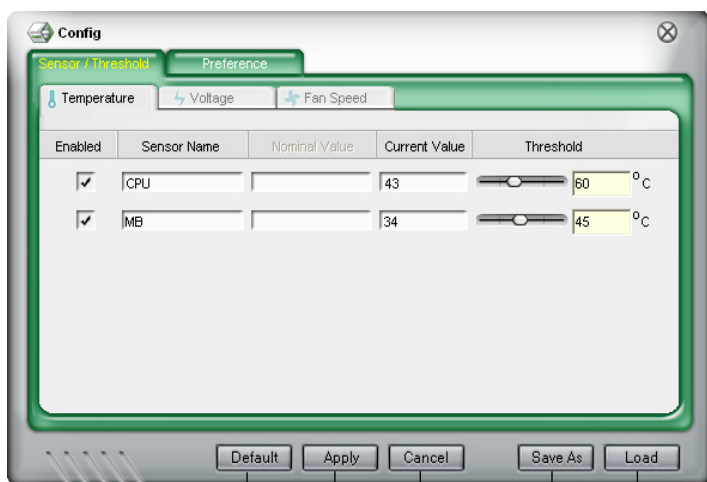 Config
Sensor / Threshold Preference
Temperature Voltage Fan Speed
Enabled Sensor Name Nominal Value Current Value Threshold
CPU 43 60 °C
MB 34 45 °C
Default Apply Cancel Save As Load